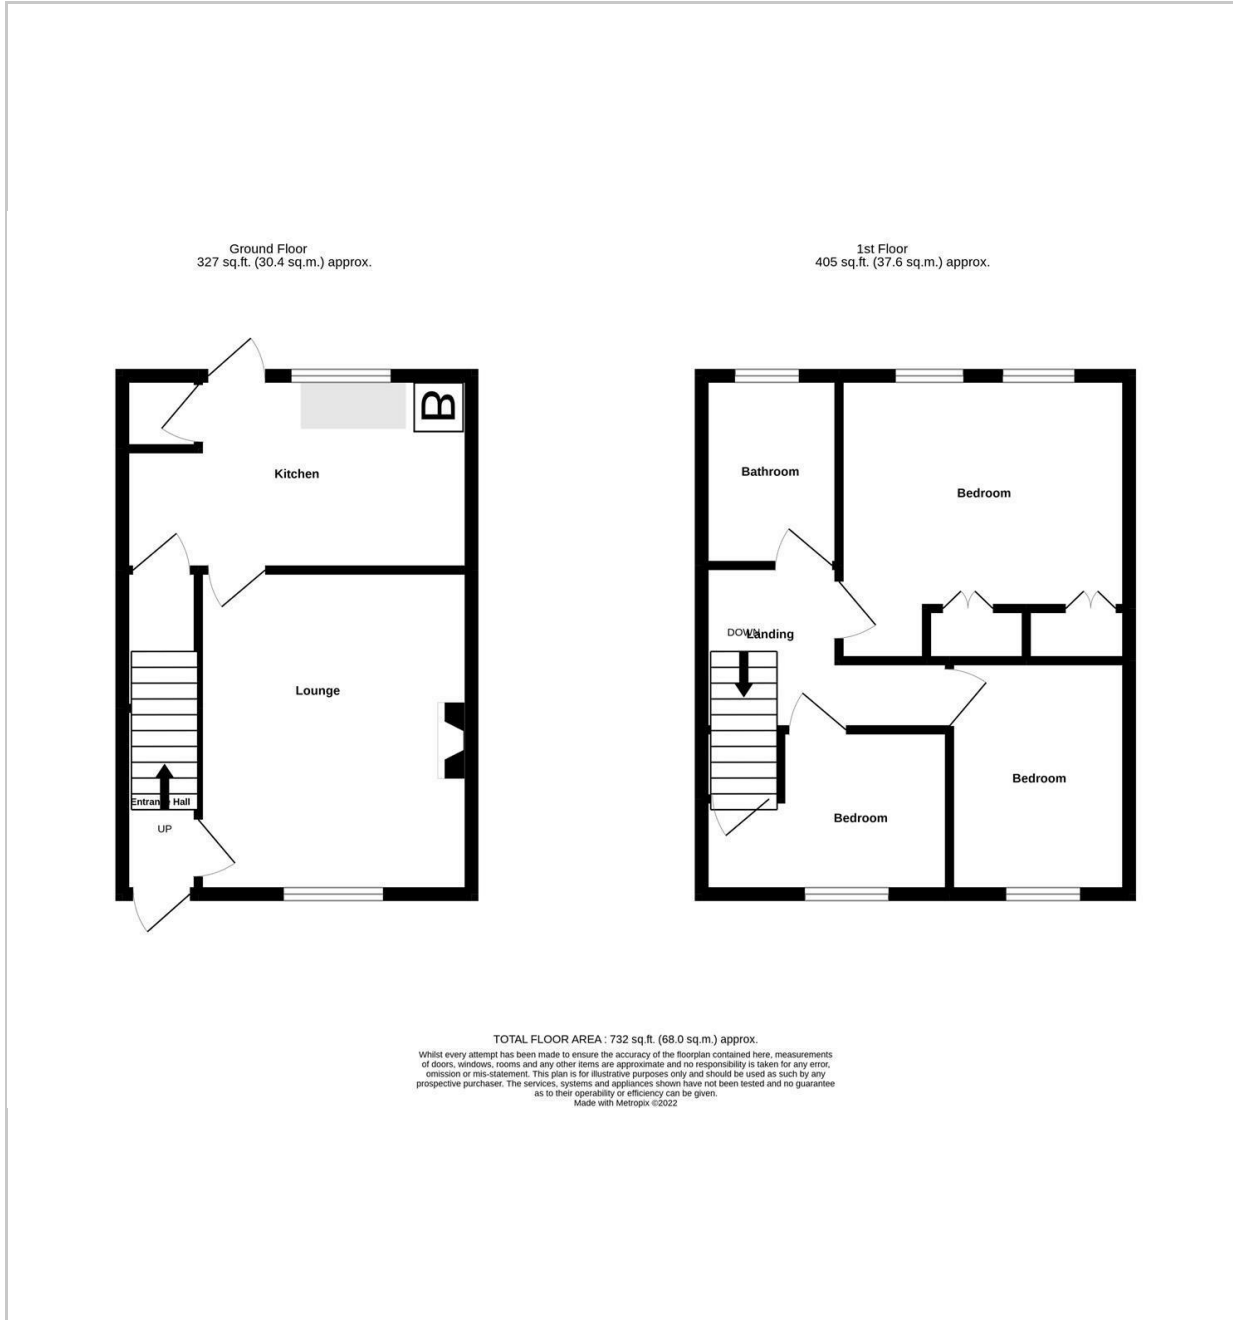 Ground Floor
327 sq.ft. (30.4 sq.m.) approx.
1st Floor
405 sq.ft. (37.6 sq.m.) approx.
B
Kitchen
Lounge
Entrance Hall
UP
Bathroom
Bedroom
DOWN
Landing
Bedroom
Bedroom
TOTAL FLOOR AREA : 732 sq.ft. (68.0 sq.m.) approx.
Whilst every attempt has been made to ensure the accuracy of the floorplan contained here, measurements
of doors, windows, rooms and any other items are approximate and no responsibility is taken for any error,
omission or mis-statement. This plan is for illustrative purposes only and should be used as such by any
prospective purchaser. The services, systems and appliances shown have not been tested and no guarantee
as to their operability or efficiency can be given.
Made with Metropix ©2022